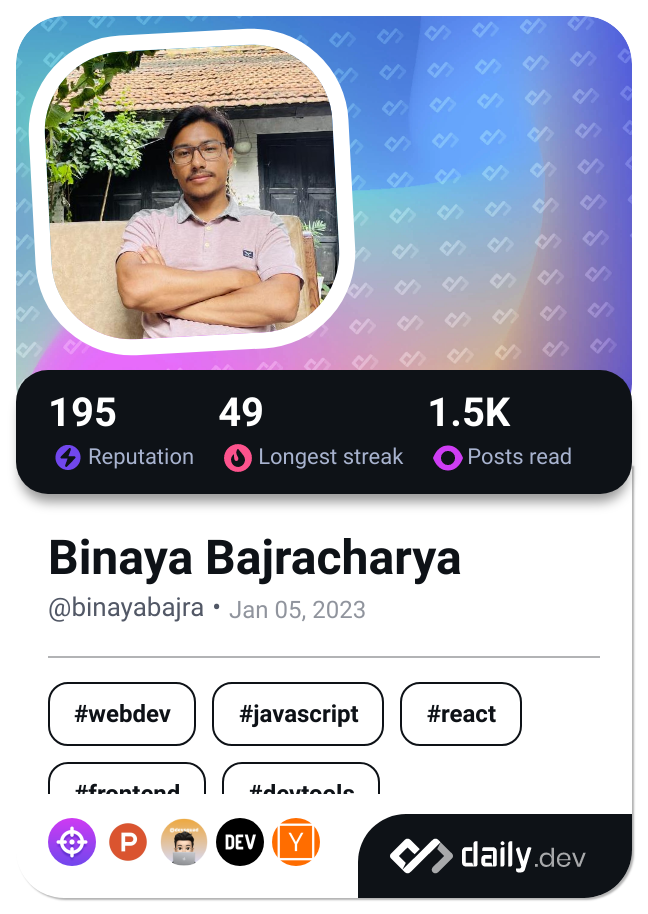 195 49 1.5K
Reputation Longest streak Posts read
Binaya Bajracharya
@binayabajra • Jan 05, 2023
#webdev #javascript #react
#frontend #devtools
P DEV Y
daily.dev